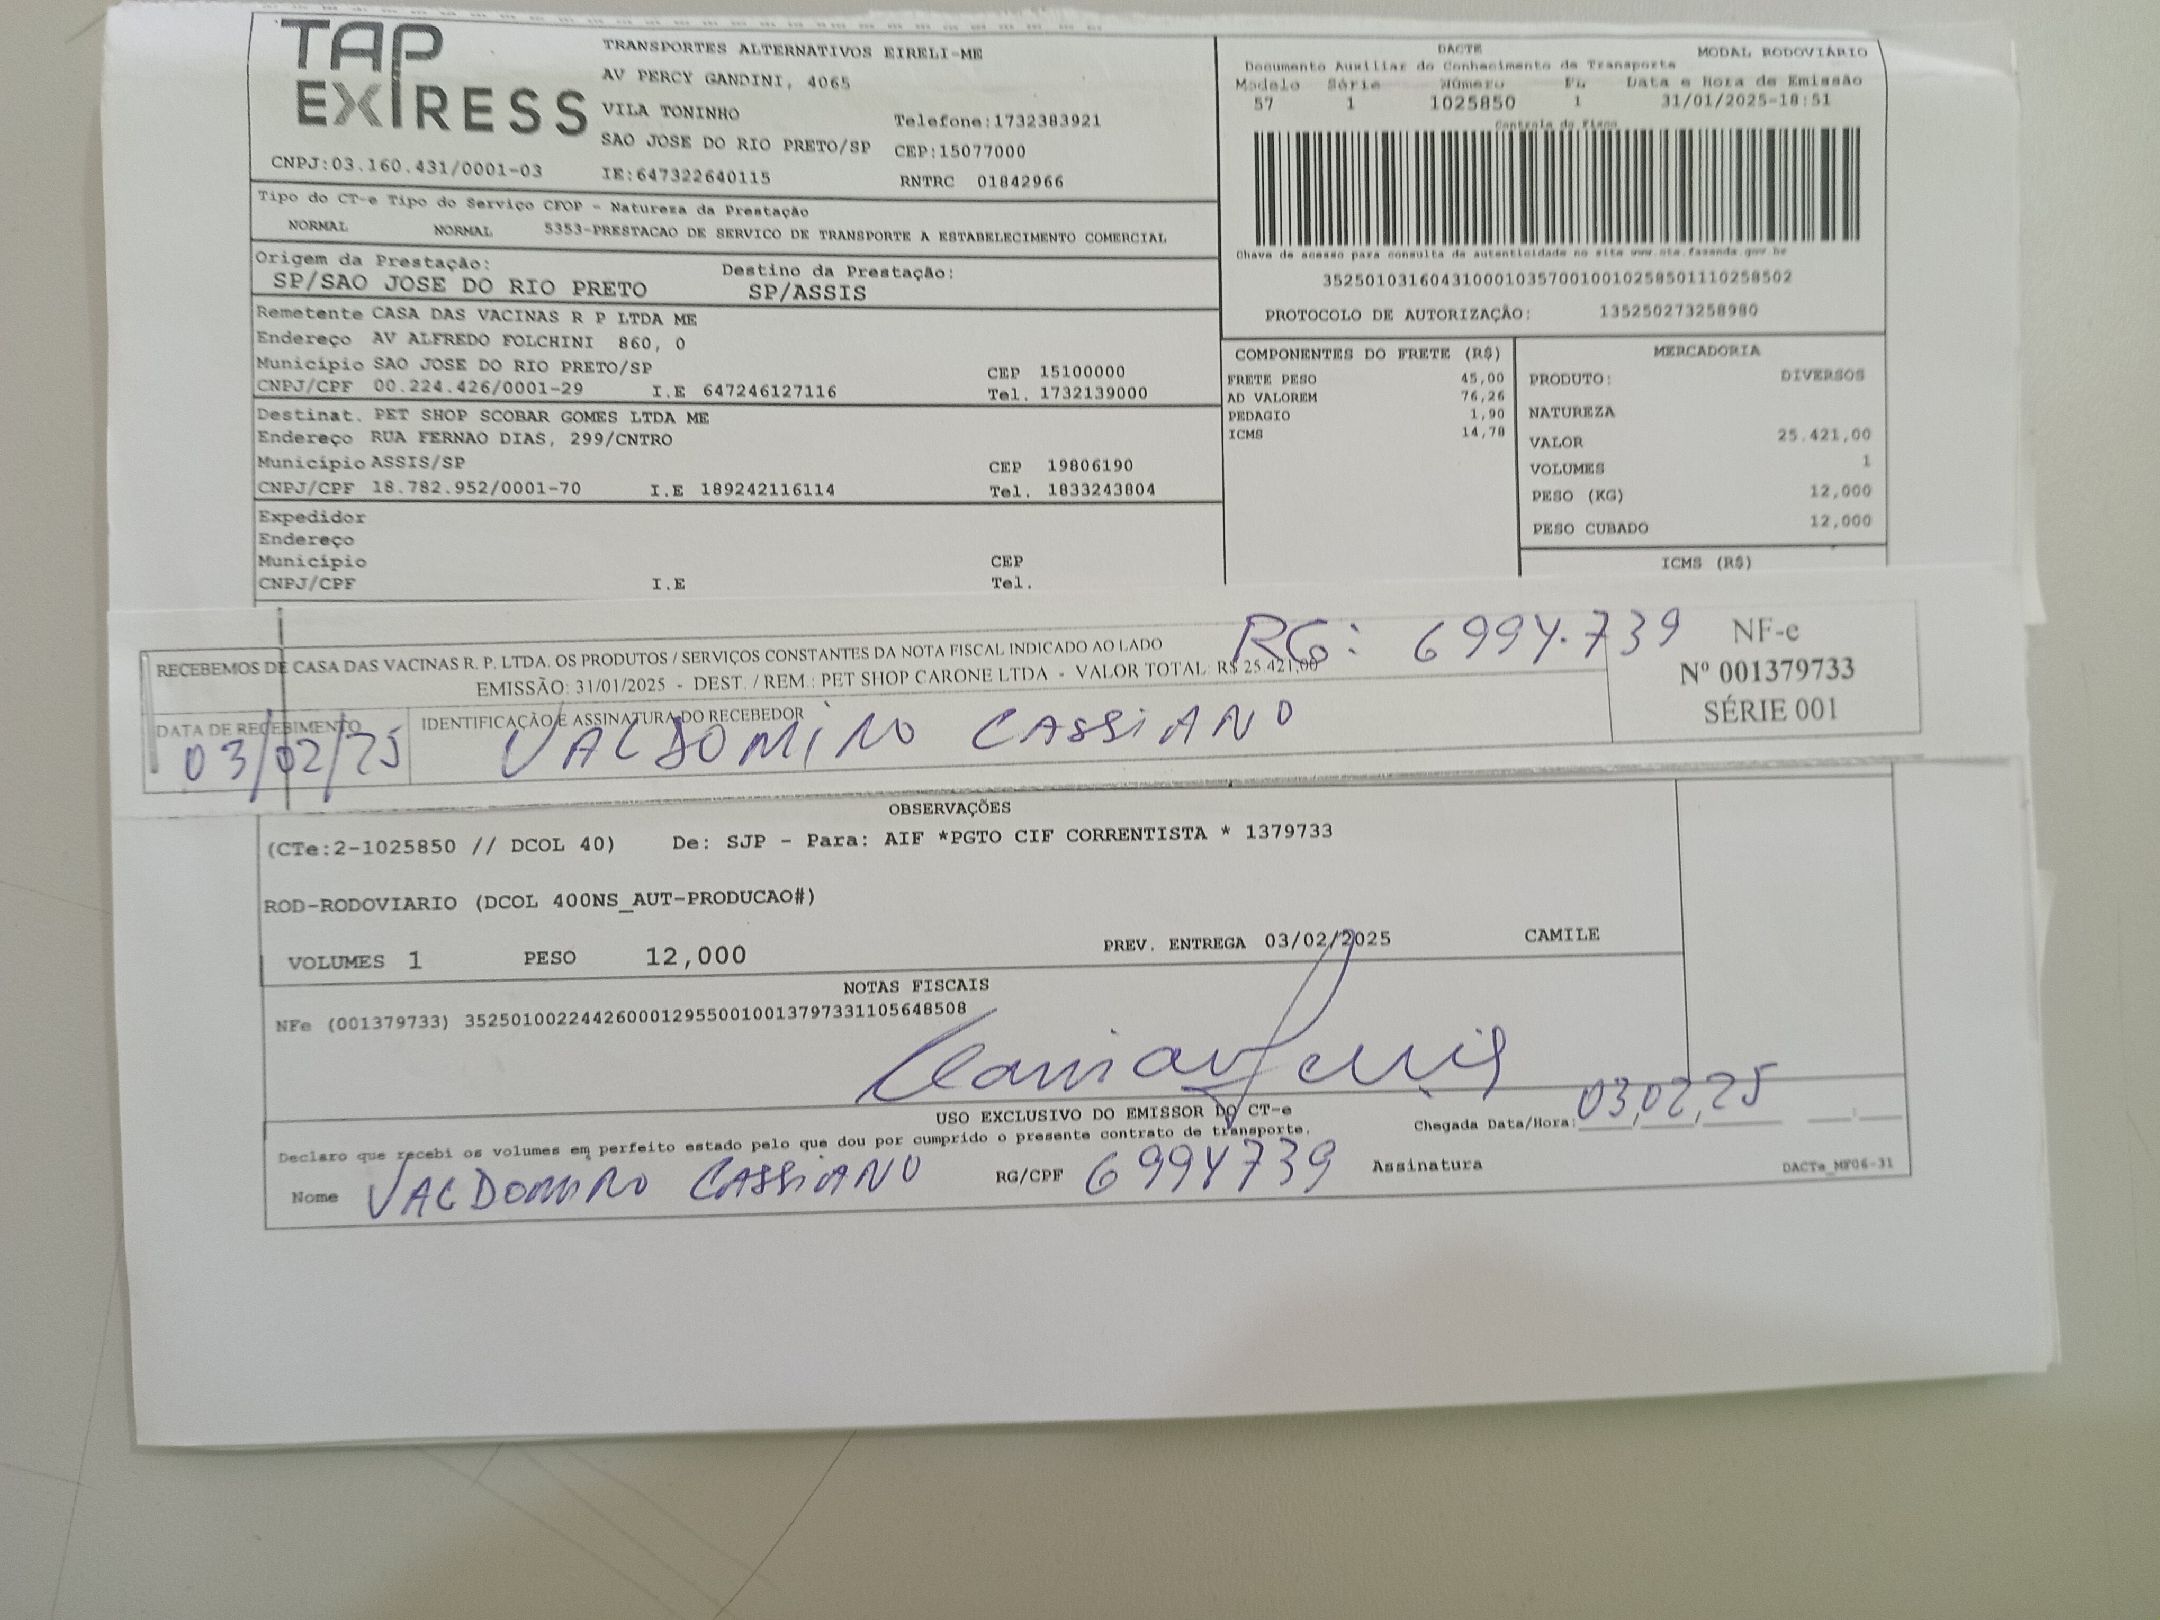 TAP
EXPRESS
TRANSPORTES ALTERNATIVOS EIRELI-ME
AV PERCY GANDINI, 4065
VILA TONINHO Telefone:1732383921
SAO JOSE DO RIO PRETO/SP CEP:15077000
CNPJ:03.160.431/0001-03 IE:647322640115 RNTRC 01842966
DACTE MODAL RODOVIÁRIO
Documento Auxiliar do Conhecimento de Transporte
Modelo Série Número FL Data e Hora de Emissão
57 1 1025850 1 31/01/2025-18:51
Controle do Fisco
Chave de acesso para consulta de autenticidade no site www.cte.fazenda.gov.br
35250103160431000103570010010258501110258502
PROTOCOLO DE AUTORIZAÇÃO: 135250273258980
Tipo do CT-e Tipo do Serviço CFOP - Natureza da Prestação
NORMAL NORMAL 5353-PRESTACAO DE SERVICO DE TRANSPORTE A ESTABELECIMENTO COMERCIAL
Origem da Prestação: Destino da Prestação:
SP/SAO JOSE DO RIO PRETO SP/ASSIS
Remetente CASA DAS VACINAS R P LTDA ME
Endereço AV ALFREDO FOLCHINI 860, 0
Município SAO JOSE DO RIO PRETO/SP CEP 15100000
CNPJ/CPF 00.224.426/0001-29 I.E 647246127116 Tel. 1732139000
Destinat. PET SHOP SCOBAR GOMES LTDA ME
Endereço RUA FERNAO DIAS, 299/CNTRO
Município ASSIS/SP CEP 19806190
CNPJ/CPF 18.782.952/0001-70 I.E 189242116114 Tel. 1833243804
Expedidor
Endereço
Município CEP
CNPJ/CPF I.E Tel.
COMPONENTES DO FRETE (R$)
FRETE PESO 45,00
AD VALOREM 76,26
PEDAGIO 1,90
ICMS 14,78
MERCADORIA
PRODUTO: DIVERSOS
NATUREZA
VALOR 25.421,00
VOLUMES 1
PESO (KG) 12,000
PESO CUBADO 12,000
ICMS (R$)
RG: 6994.739
RECEBEMOS DE CASA DAS VACINAS R. P. LTDA. OS PRODUTOS / SERVIÇOS CONSTANTES DA NOTA FISCAL INDICADO AO LADO
EMISSÃO: 31/01/2025 - DEST. / REM.: PET SHOP CARONE LTDA - VALOR TOTAL: R$ 25.421,00
NF-e
Nº 001379733
SÉRIE 001
DATA DE RECEBIMENTO IDENTIFICAÇÃO E ASSINATURA DO RECEBEDOR
03/02/25 VALDOMIRO CASSIANO
OBSERVAÇÕES
(CTe:2-1025850 // DCOL 40) De: SJP - Para: AIF *PGTO CIF CORRENTISTA * 1379733
ROD-RODOVIARIO (DCOL 400NS_AUT-PRODUCAO#)
VOLUMES 1 PESO 12,000 PREV. ENTREGA 03/02/2025 CAMILE
NOTAS FISCAIS
NFe (001379733) 35250100224426000129550010013797331105648508
USO EXCLUSIVO DO EMISSOR DO CT-e
Declaro que recebi os volumes em perfeito estado pelo que dou por cumprido o presente contrato de transporte.
Chegada Data/Hora: 03/02/25
Nome VALDOMIRO CASSIANO RG/CPF 6994739 Assinatura
DACTe_MF06-31